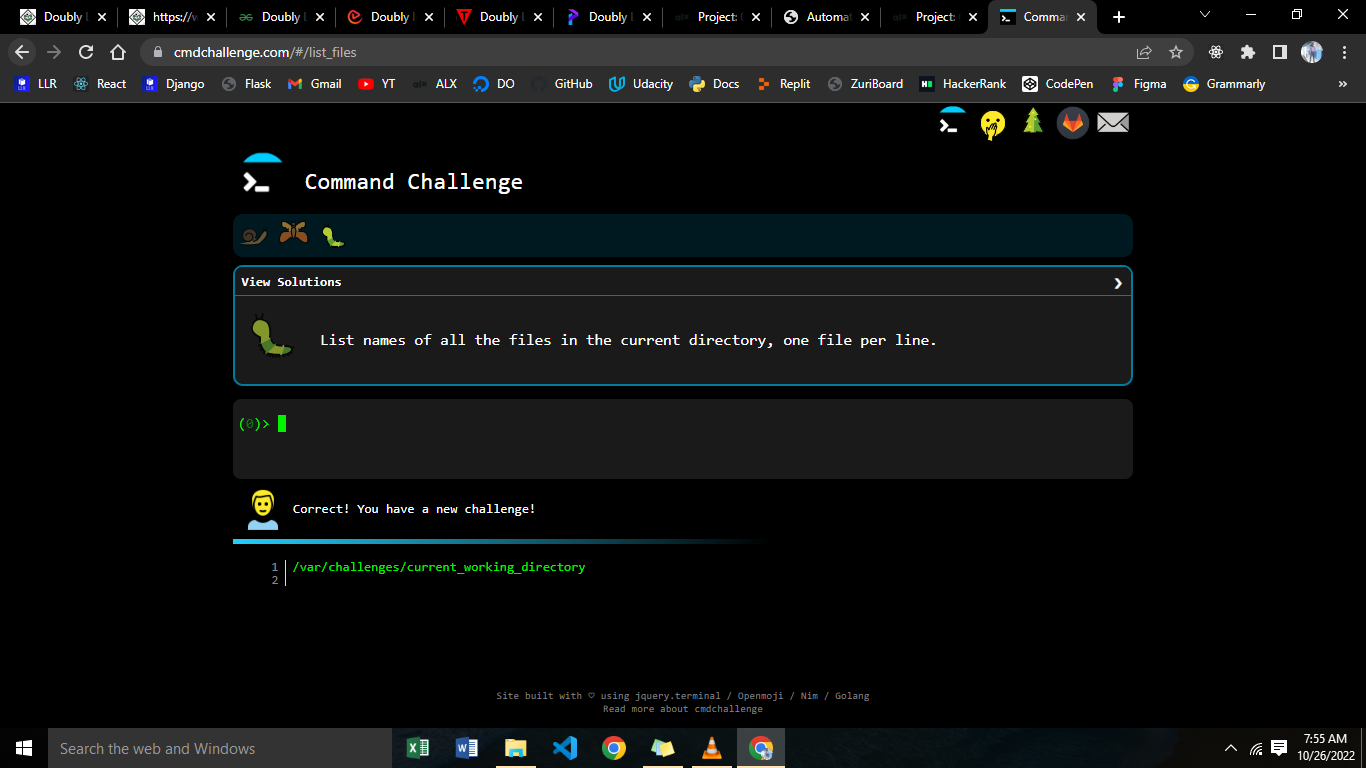 Doubly Doubly Doubly Doubly Project: Automat Project: Comma
https://
cmdchallenge.com/#/list_files
LLR React Django Flask Gmail YT ALX DO GitHub Udacity Docs Replit ZuriBoard HackerRank CodePen Figma Grammarly »
Command Challenge
View Solutions
List names of all the files in the current directory, one file per line.
(0)>
Correct! You have a new challenge!
1 /var/challenges/current_working_directory
2
Site built with ♡ using jquery.terminal / Openmoji / Nim / Golang
Read more about cmdchallenge
Search the web and Windows
7:55 AM
10/26/2022